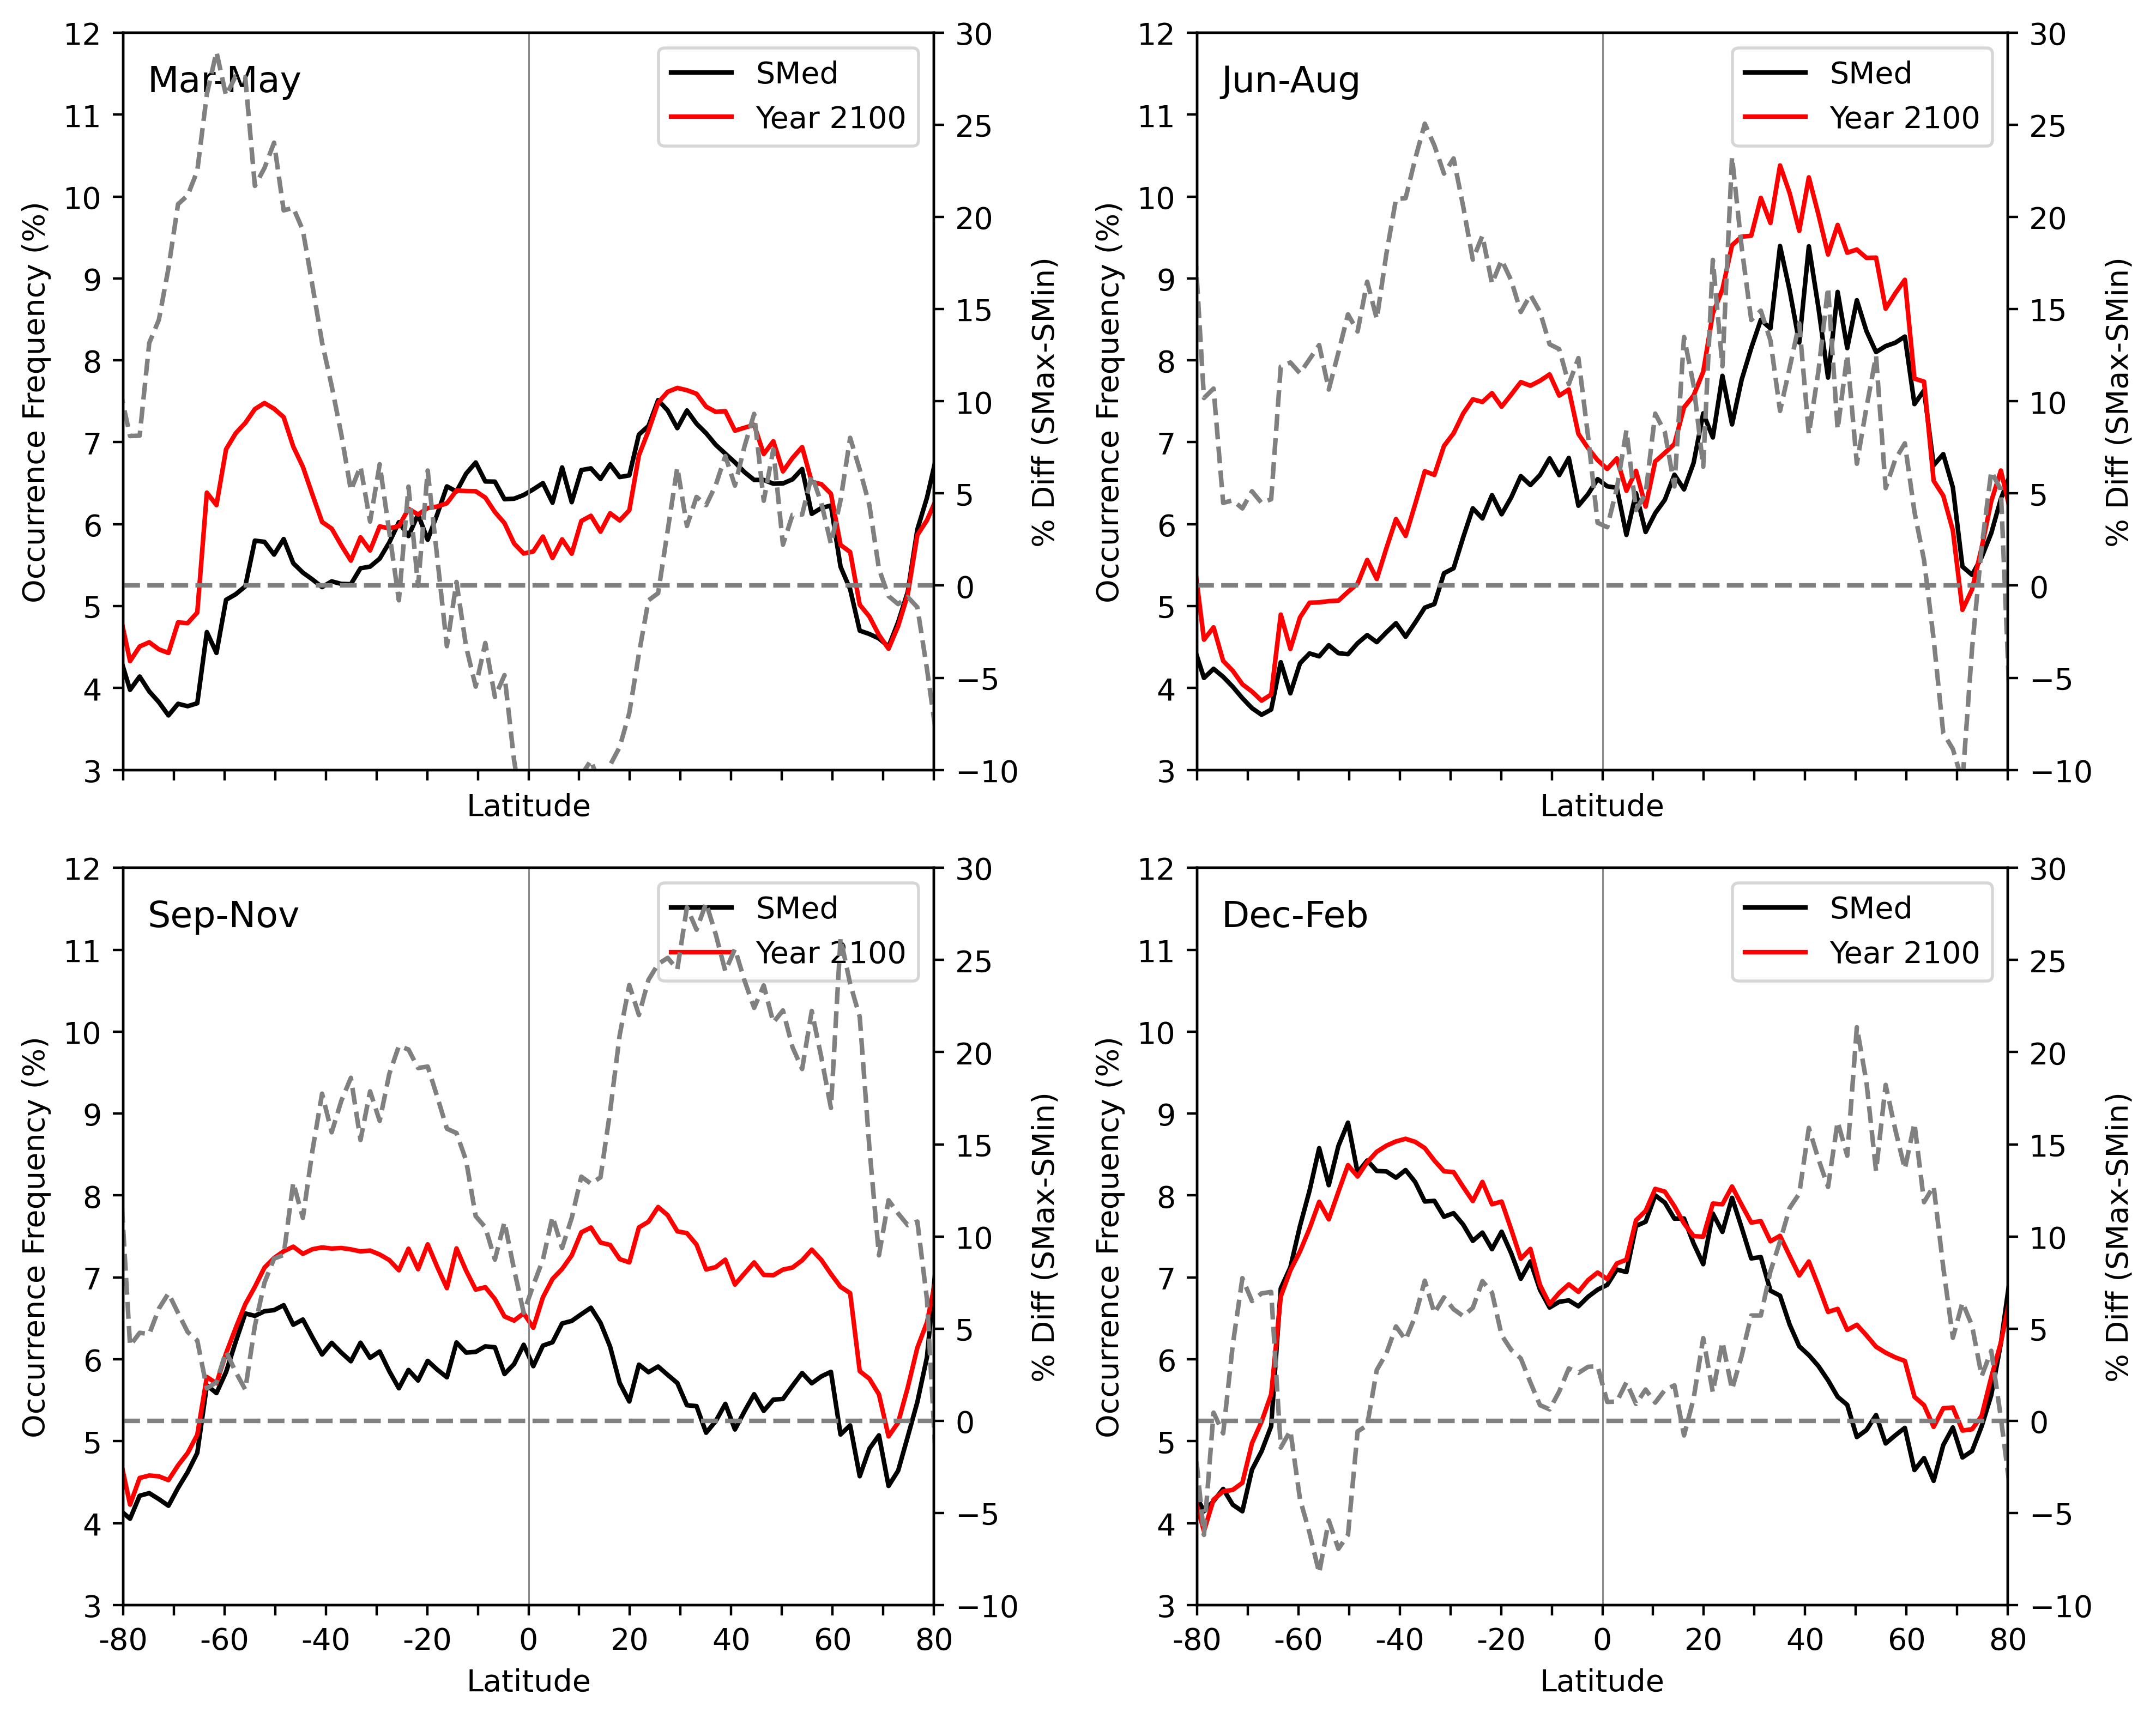 Mar-May
SMed
Year 2100
12
11
10
9
8
7
6
5
4
3
Occurrence Frequency (%)
30
25
20
15
10
5
0
−5
−10
% Diff (SMax-SMin)
Latitude
Jun-Aug
SMed
Year 2100
12
11
10
9
8
7
6
5
4
3
Occurrence Frequency (%)
30
25
20
15
10
5
0
−5
−10
% Diff (SMax-SMin)
Latitude
Sep-Nov
SMed
Year 2100
12
11
10
9
8
7
6
5
4
3
Occurrence Frequency (%)
30
25
20
15
10
5
0
−5
−10
% Diff (SMax-SMin)
-80 -60 -40 -20 0 20 40 60 80
Latitude
Dec-Feb
SMed
Year 2100
12
11
10
9
8
7
6
5
4
3
Occurrence Frequency (%)
30
25
20
15
10
5
0
−5
−10
% Diff (SMax-SMin)
-80 -60 -40 -20 0 20 40 60 80
Latitude